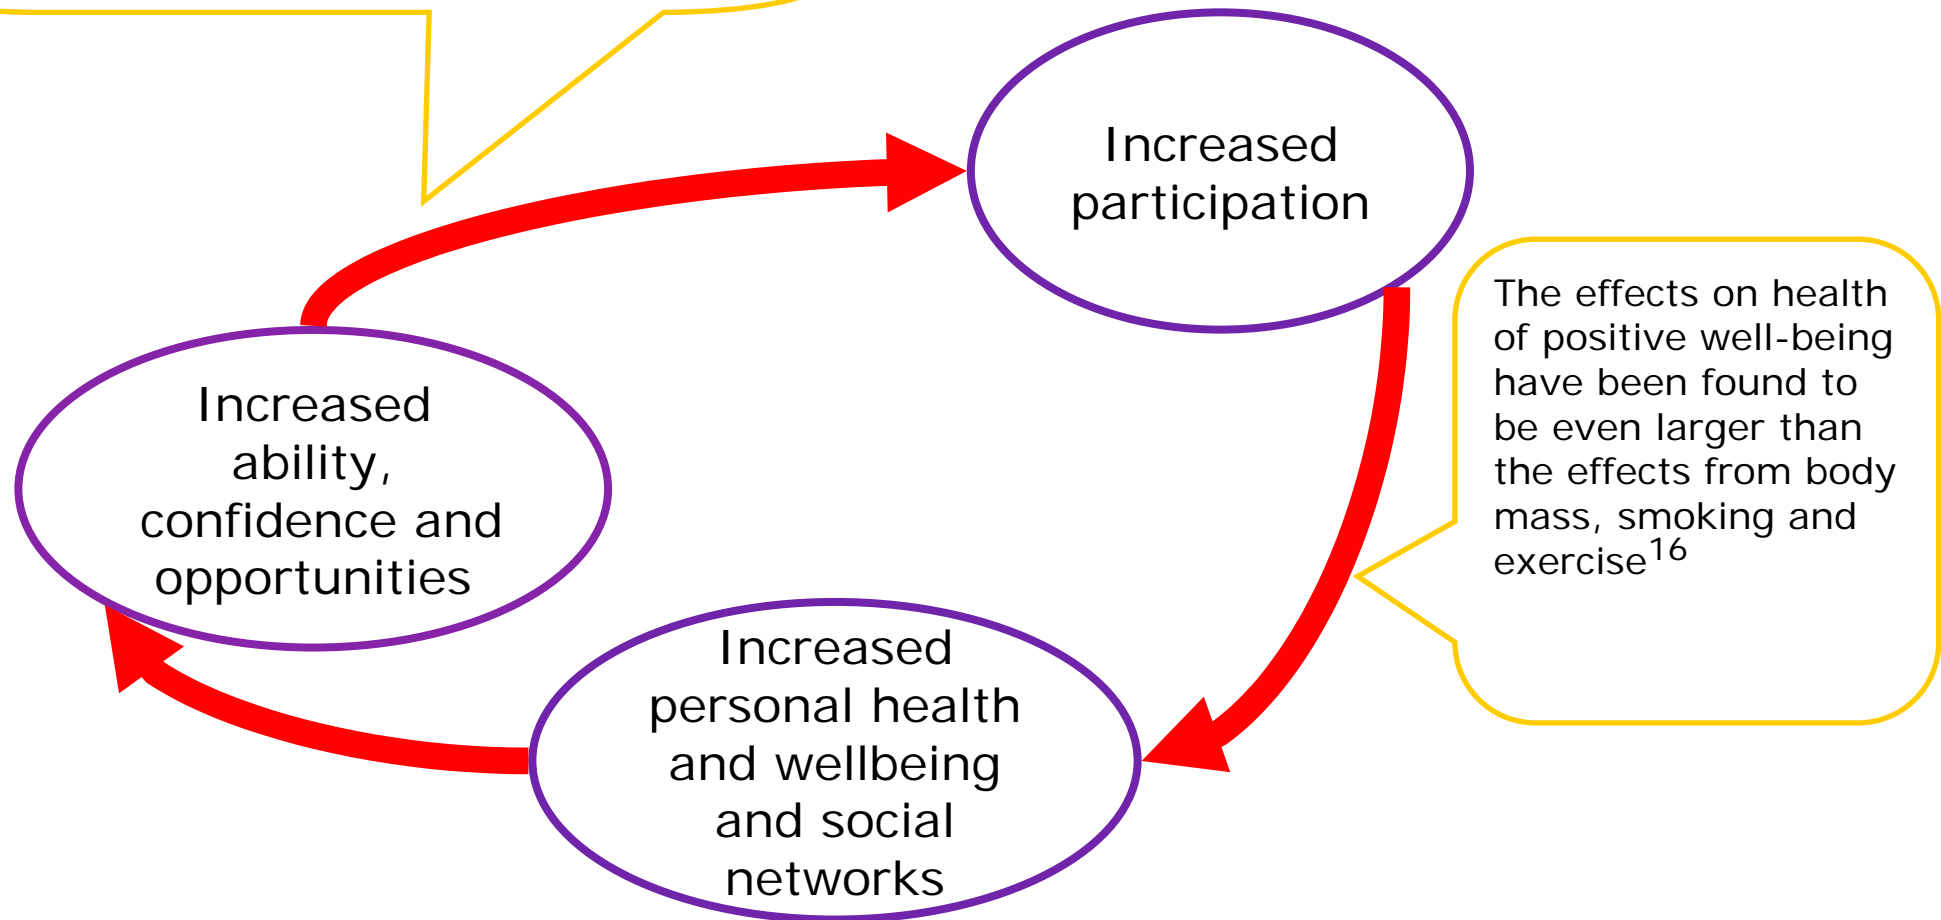 Increased
participation
The effects on health
of positive well-being
have been found to
be even larger than
the effects from body
mass, smoking and
exercise16
Increased
ability,
confidence and
opportunities
Increased
personal health
and wellbeing
and social
networks